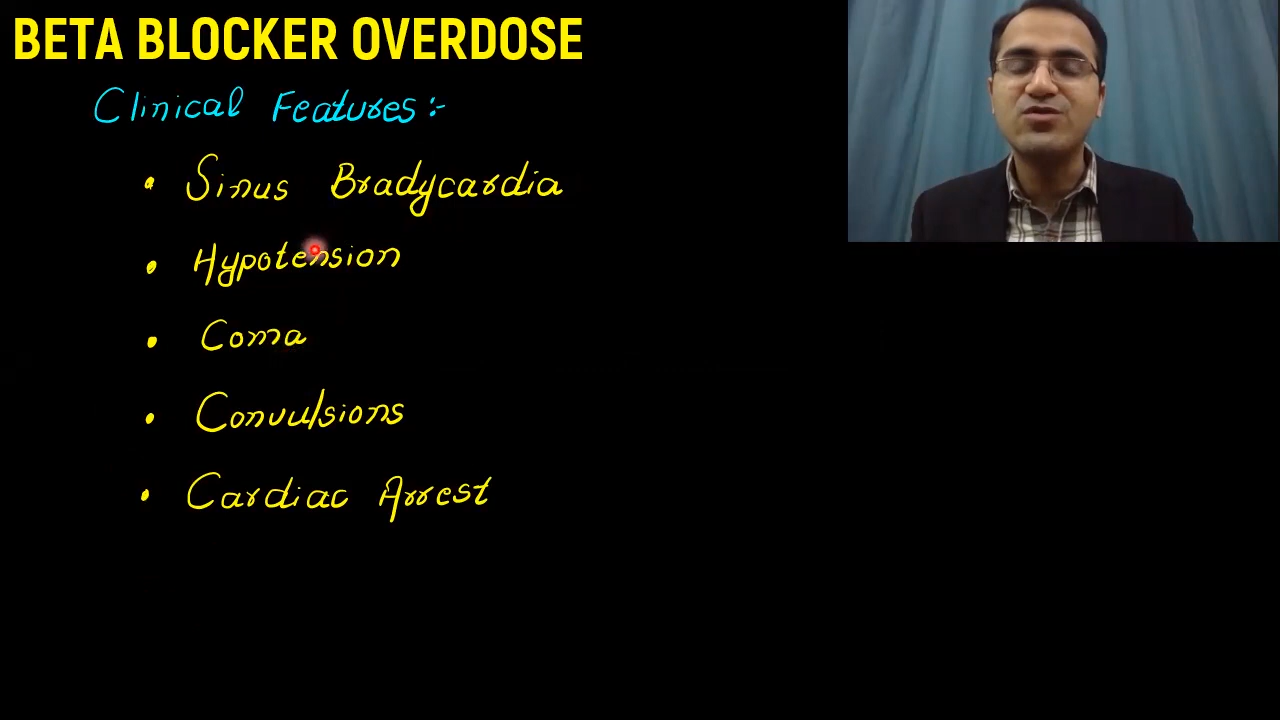 BETA BLOCKER OVERDOSE
Clinical Features :-
• Sinus Bradycardia
• Hypotension
• Coma
• Convulsions
• Cardiac Arrest